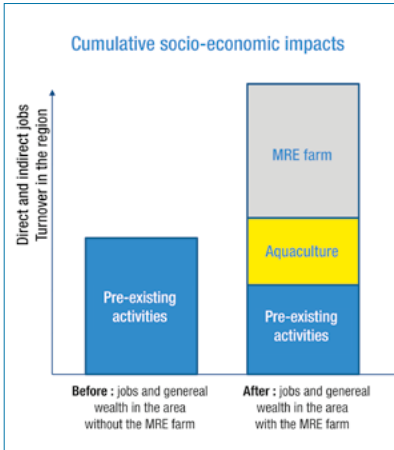 Cumulative socio-economic impacts
Direct and indirect jobs
Turnover in the region
MRE farm
Aquaculture
Pre-existing
activities
Pre-existing
activities
Before : jobs and genereal
wealth in the area
without the MRE farm
After : jobs and genereal
wealth in the area
with the MRE farm